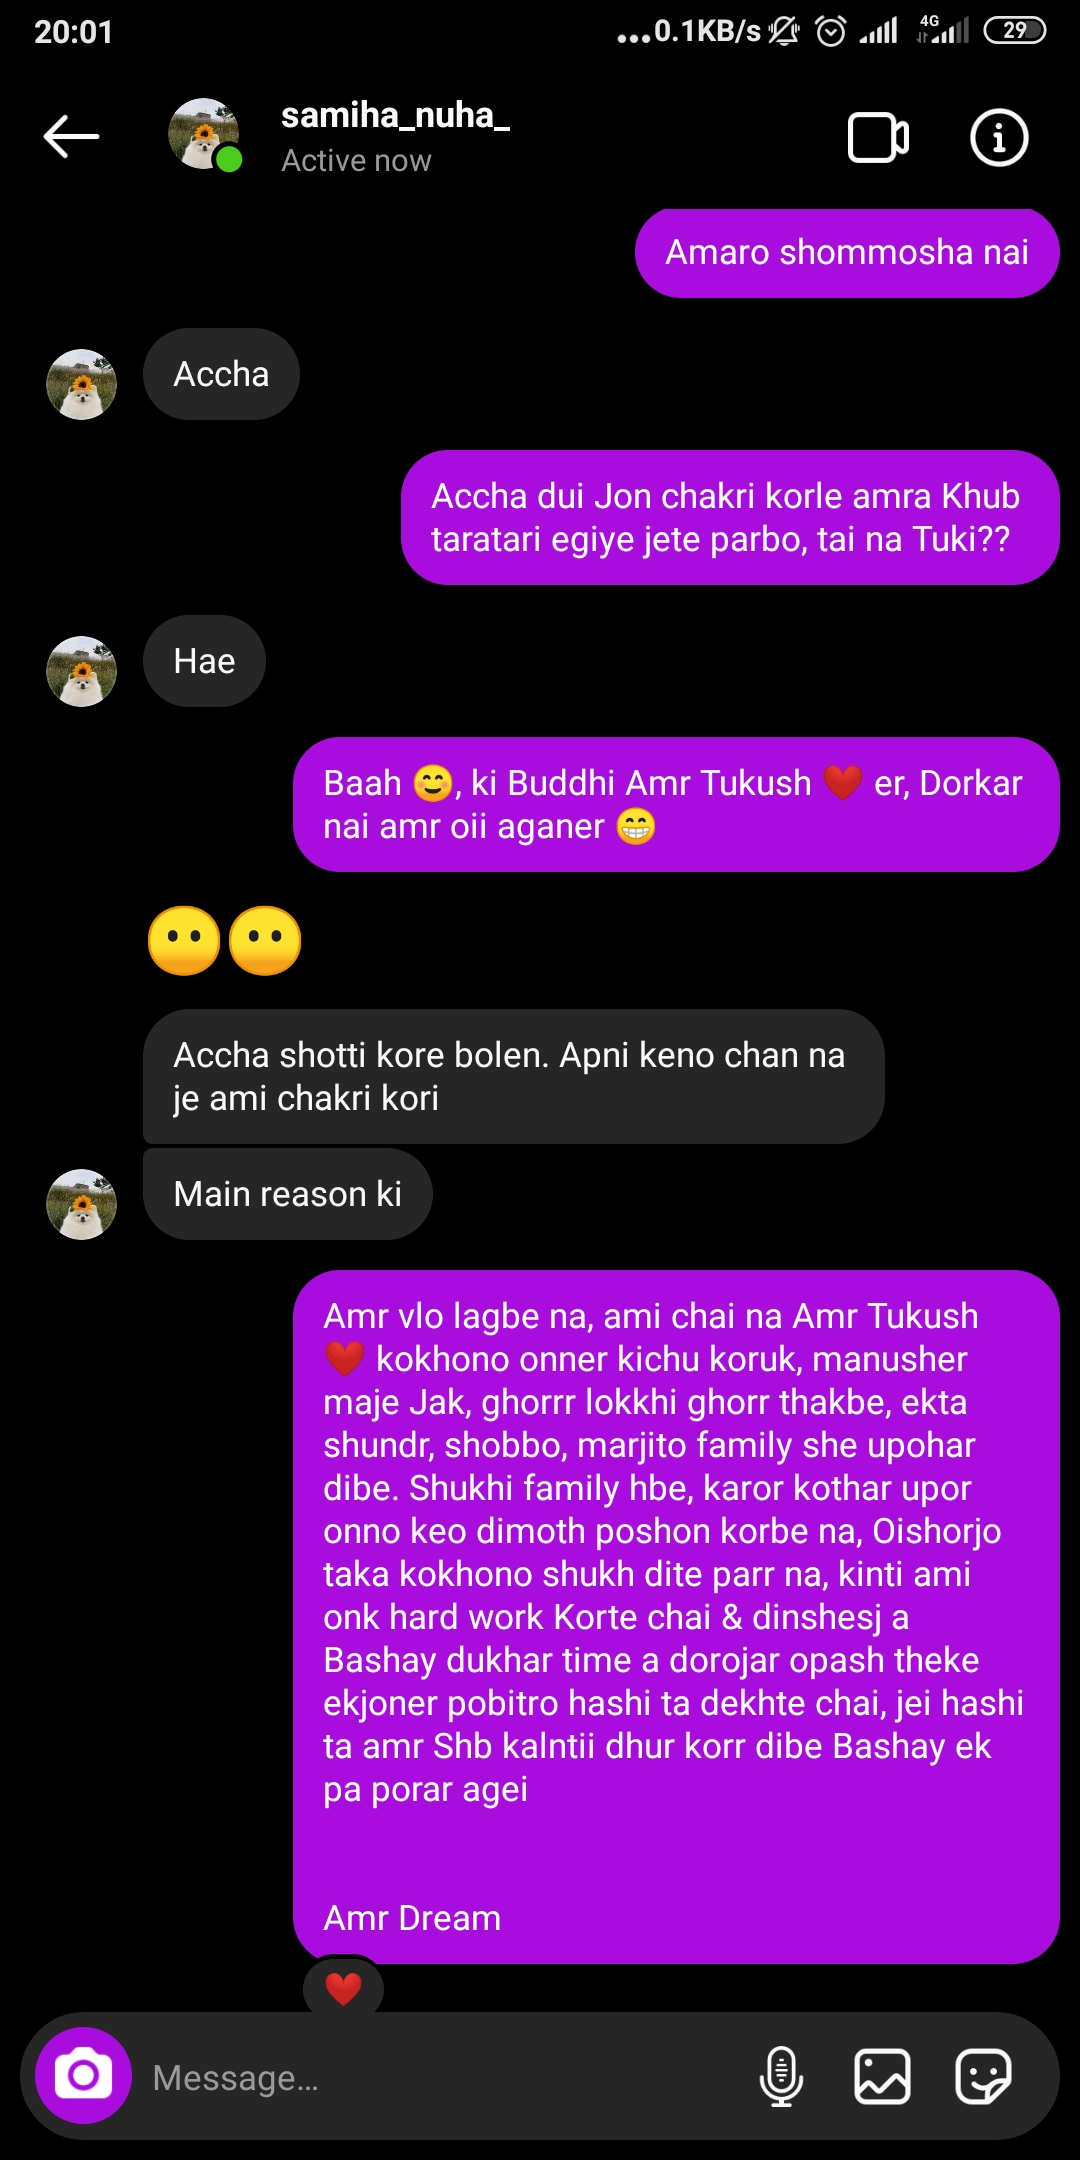 20:01
...0.1KB/s 4G 29
samiha_nuha_
Active now
Amaro shommosha nai
Accha
Accha dui Jon chakri korle amra Khub
taratari egiye jete parbo, tai na Tuki??
Hae
Baah 😊, ki Buddhi Amr Tukush ❤️ er, Dorkar
nai amr oii aganer 😁
😶😶
Accha shotti kore bolen. Apni keno chan na
je ami chakri kori
Main reason ki
Amr vlo lagbe na, ami chai na Amr Tukush
❤️ kokhono onner kichu koruk, manusher
maje Jak, ghorrr lokkhi ghorr thakbe, ekta
shundr, shobbo, marjito family she upohar
dibe. Shukhi family hbe, karor kothar upor
onno keo dimoth poshon korbe na, Oishorjo
taka kokhono shukh dite parr na, kinti ami
onk hard work Korte chai & dinshesj a
Bashay dukhar time a dorojar opash theke
ekjoner pobitro hashi ta dekhte chai, jei hashi
ta amr Shb kalntii dhur korr dibe Bashay ek
pa porar agei
Amr Dream
❤️
Message...